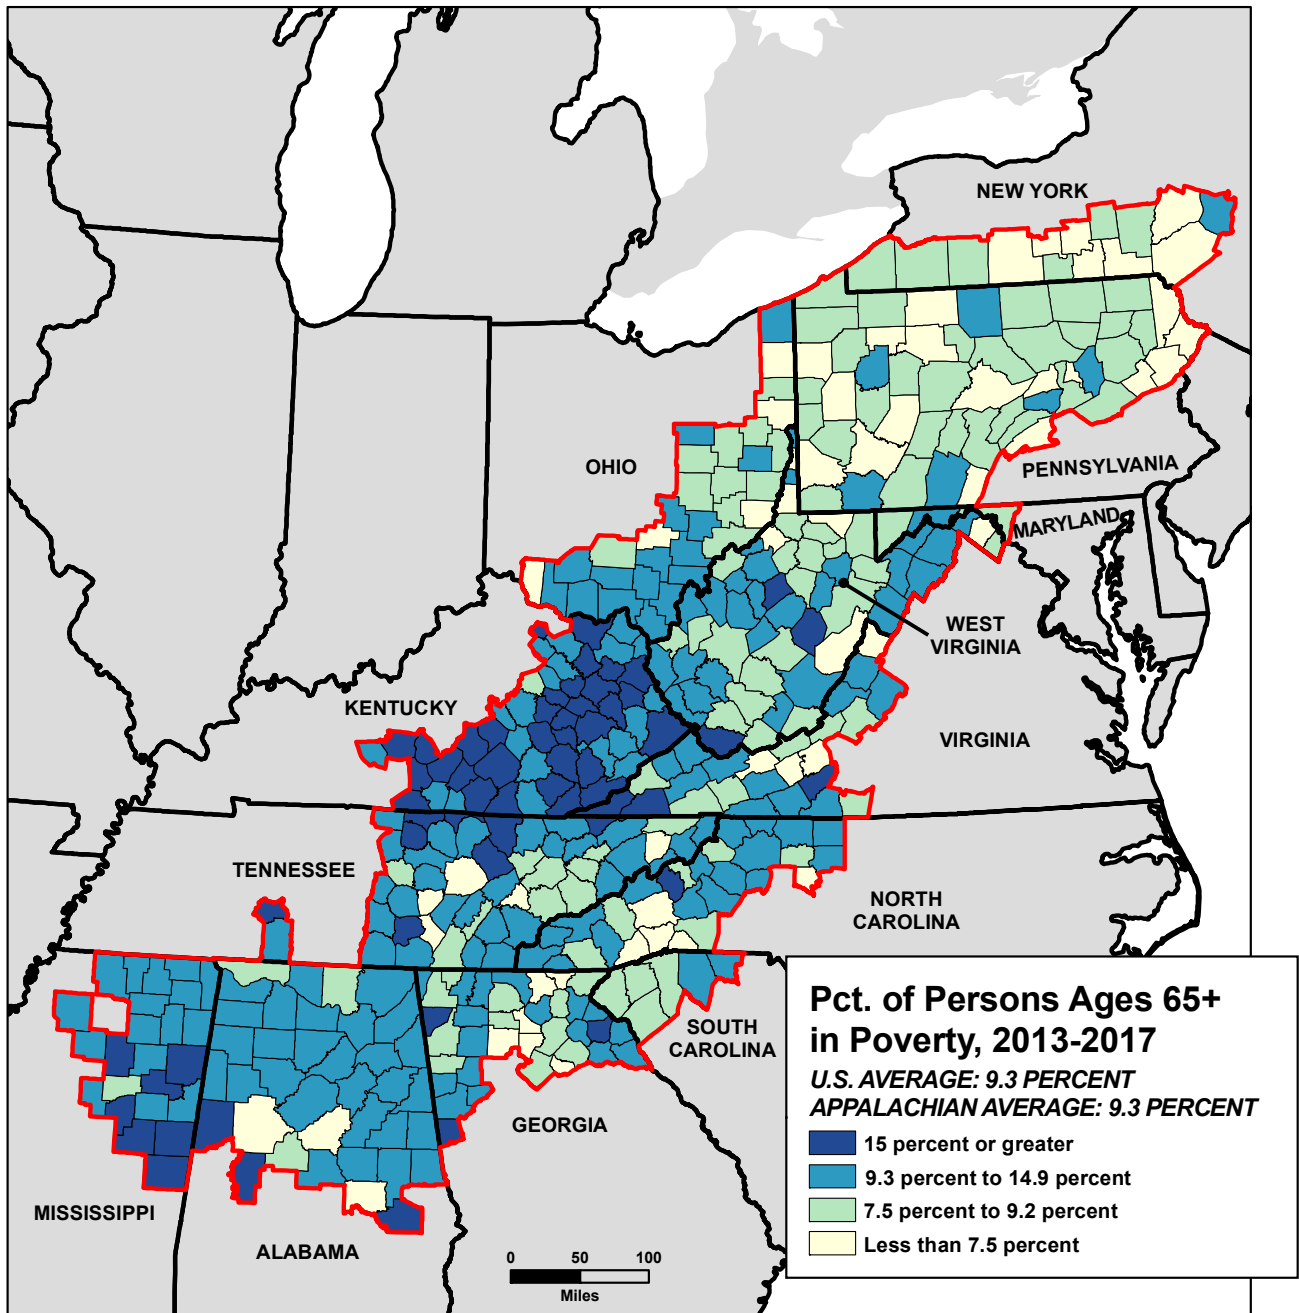 NEW YORK
OHIO
PENNSYLVANIA
MARYLAND
WEST
VIRGINIA
KENTUCKY
VIRGINIA
TENNESSEE
NORTH
CAROLINA
SOUTH
CAROLINA
GEORGIA
MISSISSIPPI
ALABAMA
Pct. of Persons Ages 65+
in Poverty, 2013-2017
U.S. AVERAGE: 9.3 PERCENT
APPALACHIAN AVERAGE: 9.3 PERCENT
15 percent or greater
9.3 percent to 14.9 percent
7.5 percent to 9.2 percent
Less than 7.5 percent
0 50 100
Miles